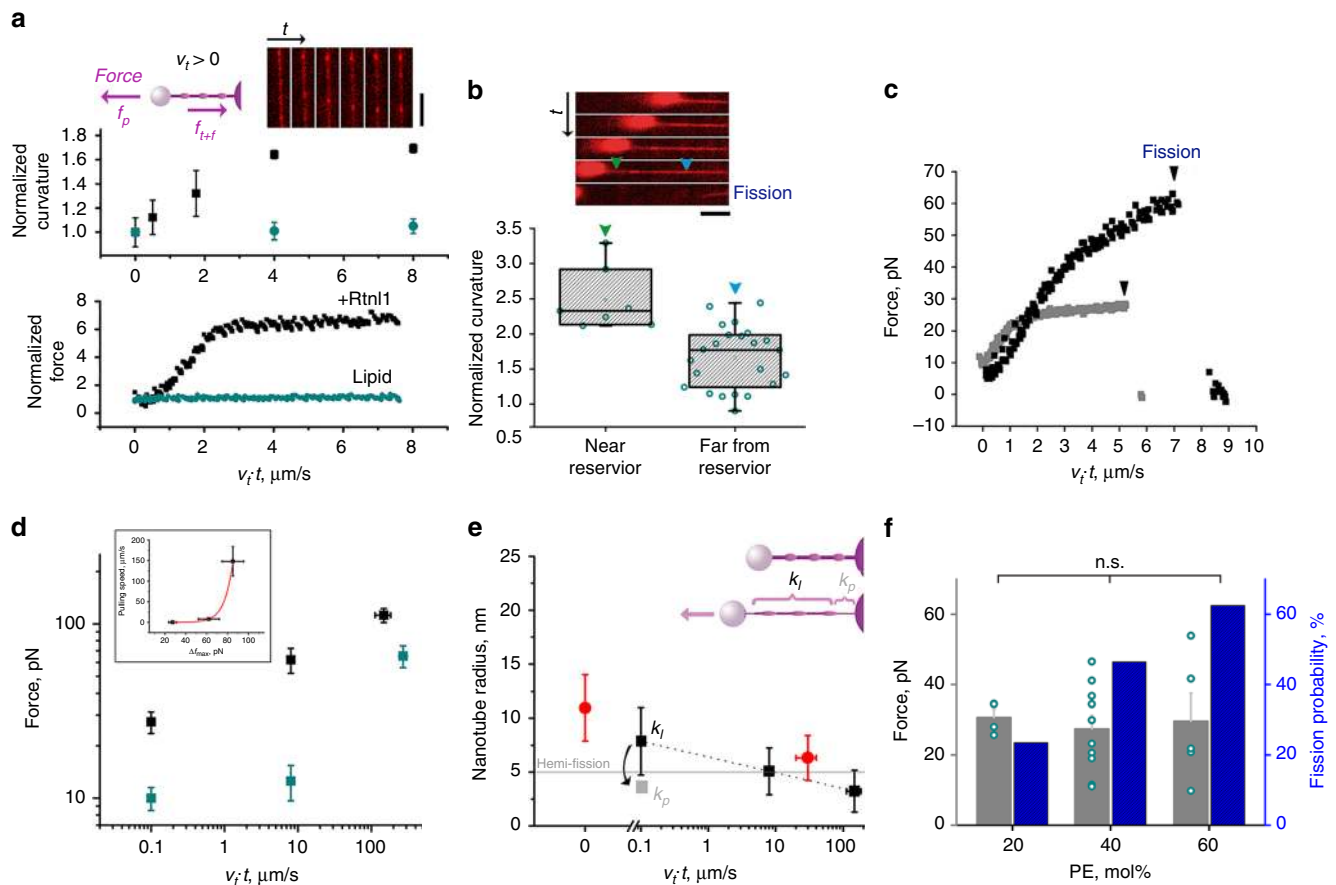 a
t
v_t > 0
Force
f_p
f_{t+f}
Normalized curvature
1.8
1.6
1.4
1.2
1.0
0 2 4 6 8
Normalized force
8
6
4
2
0
+Rtnl1
Lipid
0 2 4 6 8
v_t·t, μm/s
b
t
Fission
Normalized curvature
3.5
3.0
2.5
2.0
1.5
1.0
0.5
Near reservior
Far from reservior
c
Fission
Force, pN
70
60
50
40
30
20
10
0
−10
0 1 2 3 4 5 6 7 8 9 10
v_t·t, μm/s
d
Pulling speed, μm/s
200
150
100
50
0
20 40 60 80 100
Δf_max, pN
Force, pN
100
10
0.1 1 10 100
v_t·t, μm/s
e
Nanotube radius, nm
25
20
15
10
5
0
k_l
k_p
k_l
Hemi-fission
k_p
0 0.1 1 10 100
v_t·t, μm/s
f
n.s.
Force, pN
60
40
20
0
Fission probability, %
60
40
20
0
20 40 60
PE, mol%